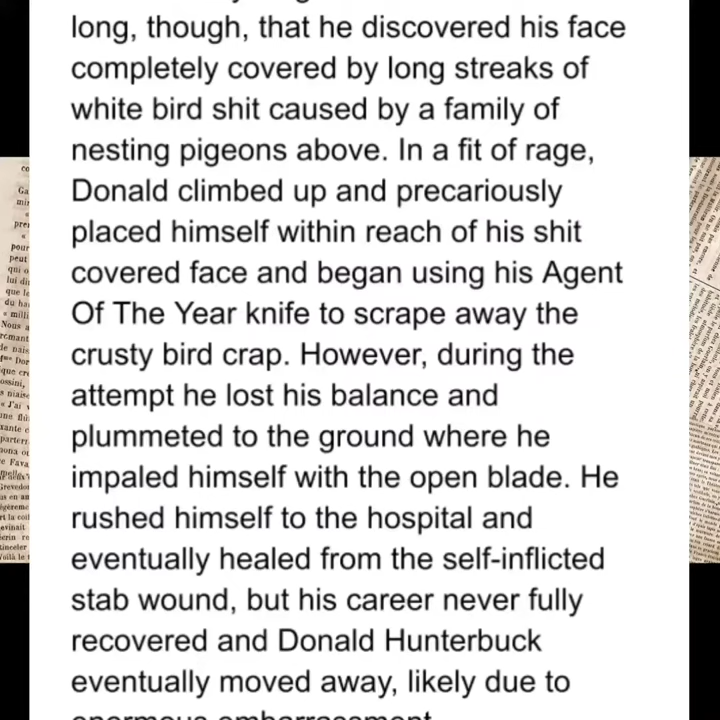 long, though, that he discovered his face
completely covered by long streaks of
white bird shit caused by a family of
nesting pigeons above. In a fit of rage,
Donald climbed up and precariously
placed himself within reach of his shit
covered face and began using his Agent
Of The Year knife to scrape away the
crusty bird crap. However, during the
attempt he lost his balance and
plummeted to the ground where he
impaled himself with the open blade. He
rushed himself to the hospital and
eventually healed from the self-inflicted
stab wound, but his career never fully
recovered and Donald Hunterbuck
eventually moved away, likely due to
enormous embarrassment